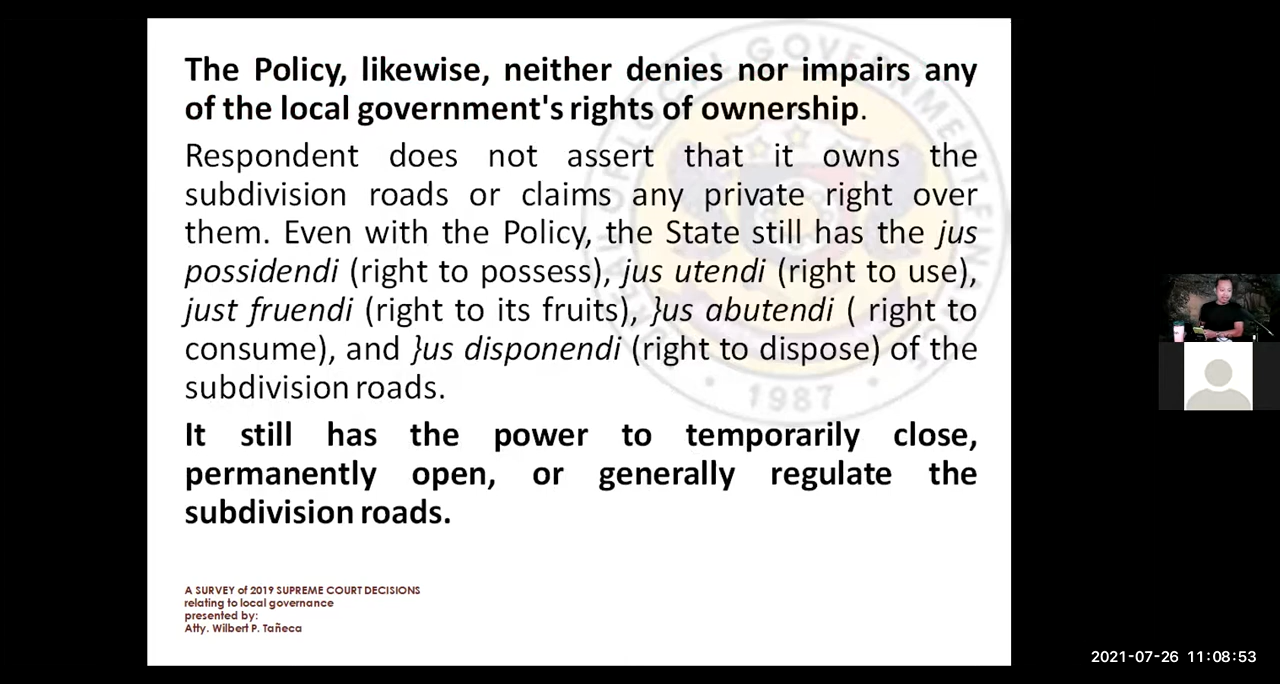 The Policy, likewise, neither denies nor impairs any
of the local government's rights of ownership.
Respondent does not assert that it owns the
subdivision roads or claims any private right over
them. Even with the Policy, the State still has the jus
possidendi (right to possess), jus utendi (right to use),
just fruendi (right to its fruits), }us abutendi ( right to
consume), and }us disponendi (right to dispose) of the
subdivision roads.
It still has the power to temporarily close,
permanently open, or generally regulate the
subdivision roads.
1987
A SURVEY of 2019 SUPREME COURT DECISIONS
relating to local governance
presented by:
Atty. Wilbert P. Tañeca
2021-07-26 11:08:53